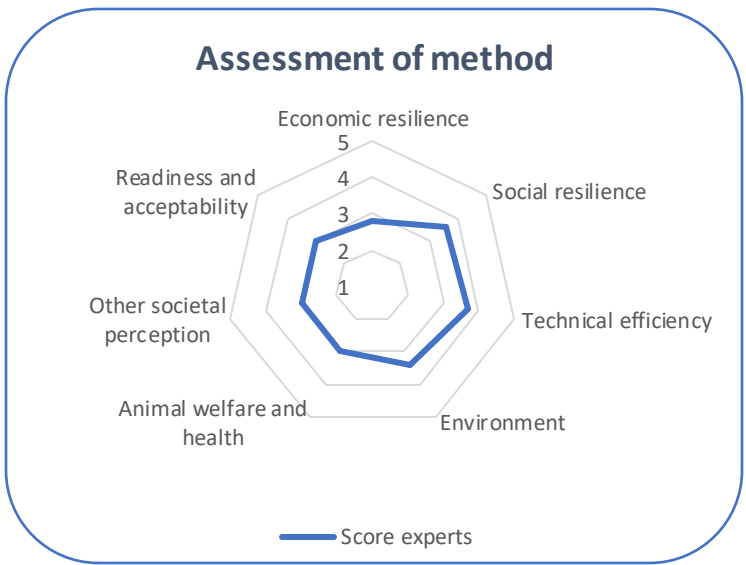 Assessment of method
Economic resilience
5
4
3
2
1
Readiness and
acceptability
Social resilience
Other societal
perception
Technical efficiency
Animal welfare and
health
Environment
Score experts